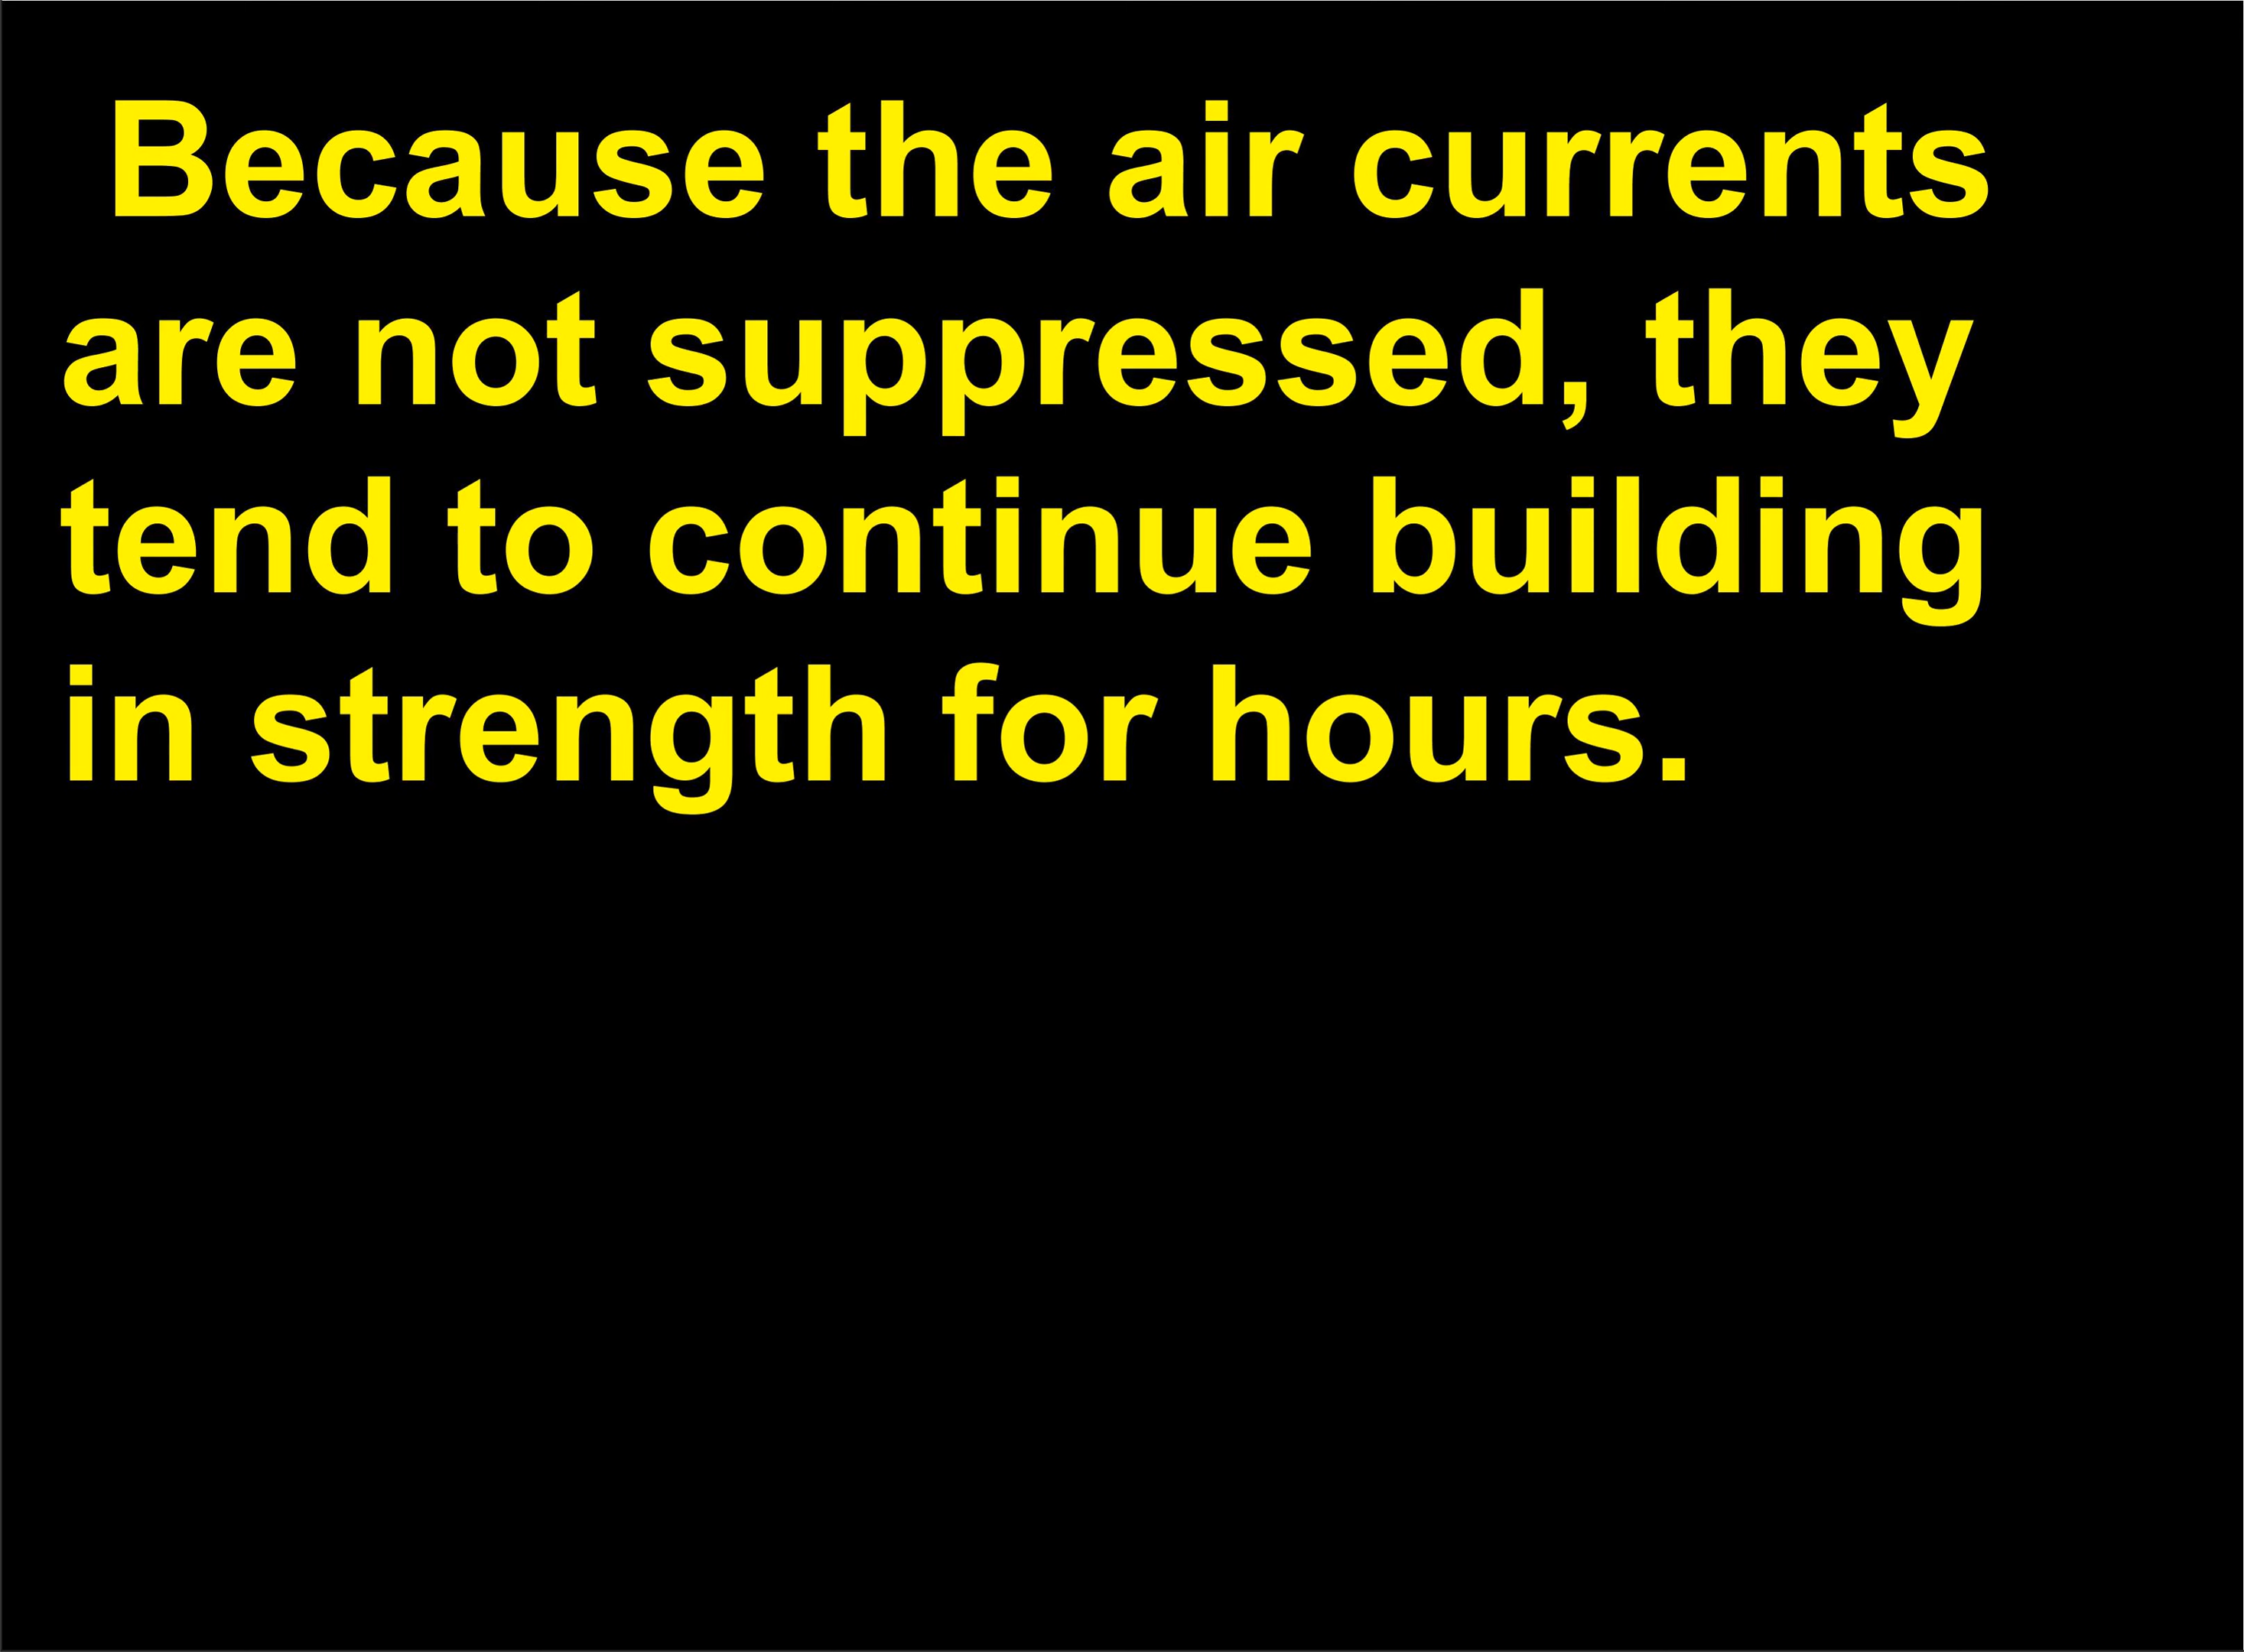 Because the air currents
are not suppressed, they
tend to continue building
in strength for hours.